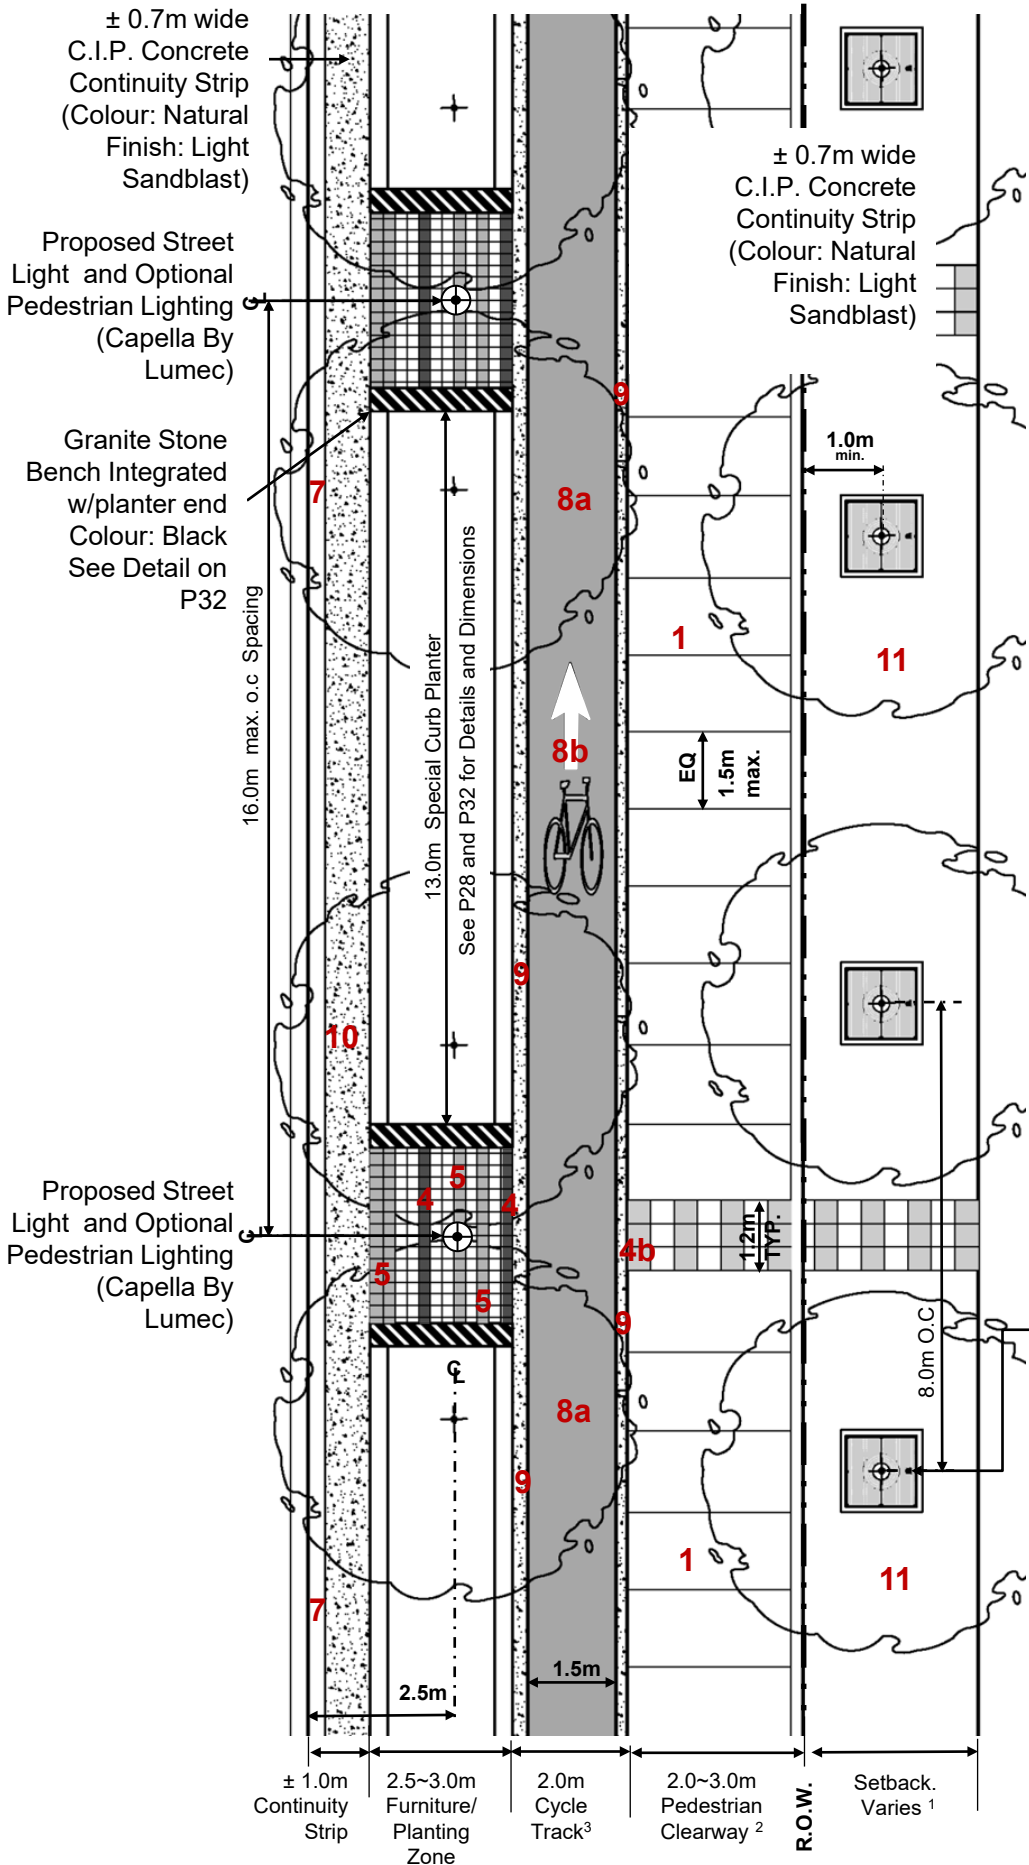 ± 0.7m wide
C.I.P. Concrete
Continuity Strip
(Colour: Natural
Finish: Light
Sandblast)
± 0.7m wide
C.I.P. Concrete
Continuity Strip
(Colour: Natural
Finish: Light
Sandblast)
Proposed Street
Light and Optional
Pedestrian Lighting
(Capella By
Lumec)
CL
9
Granite Stone
Bench Integrated
w/planter end
Colour: Black
See Detail on
P32
7
8a
1.0m
min.
1
11
16.0m max. o.c Spacing
13.0m Special Curb Planter
See P28 and P32 for Details and Dimensions
8b
EQ
1.5m
max.
9
10
Proposed Street
Light and Optional
Pedestrian Lighting
(Capella By
Lumec)
CL
5
4
4
5
5
4b
1.2m
TYP.
9
8.0m O.C
CL
8a
9
1
11
7
2.5m
1.5m
± 1.0m
Continuity
Strip
2.5~3.0m
Furniture/
Planting
Zone
2.0m
Cycle
Track³
2.0~3.0m
Pedestrian
Clearway ²
R.O.W.
Setback.
Varies ¹